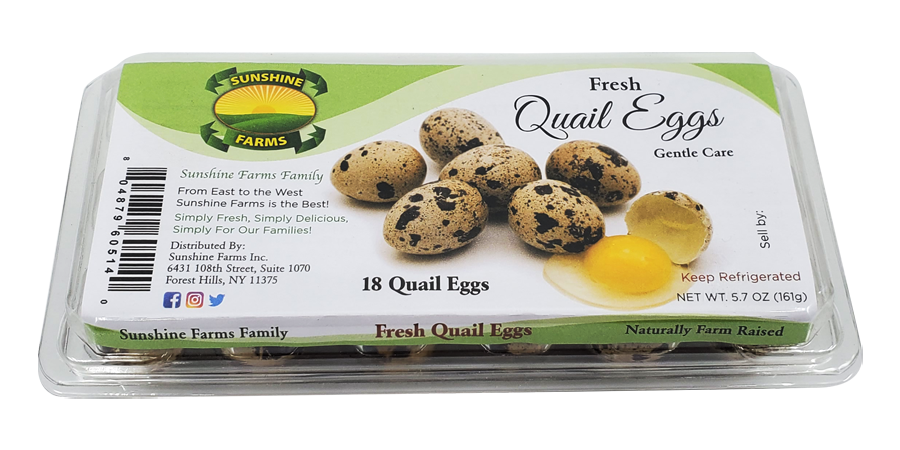 SUNSHINE
FARMS
Fresh
Quail Eggs
Gentle Care
Sunshine Farms Family
From East to the West
Sunshine Farms is the Best!
Simply Fresh, Simply Delicious,
Simply For Our Families!
Distributed By:
Sunshine Farms Inc.
6431 108th Street, Suite 1070
Forest Hills, NY 11375
8 04879 60514 0
18 Quail Eggs
Sell by:
Keep Refrigerated
NET WT. 5.7 OZ (161g)
Sunshine Farms Family
Fresh Quail Eggs
Naturally Farm Raised